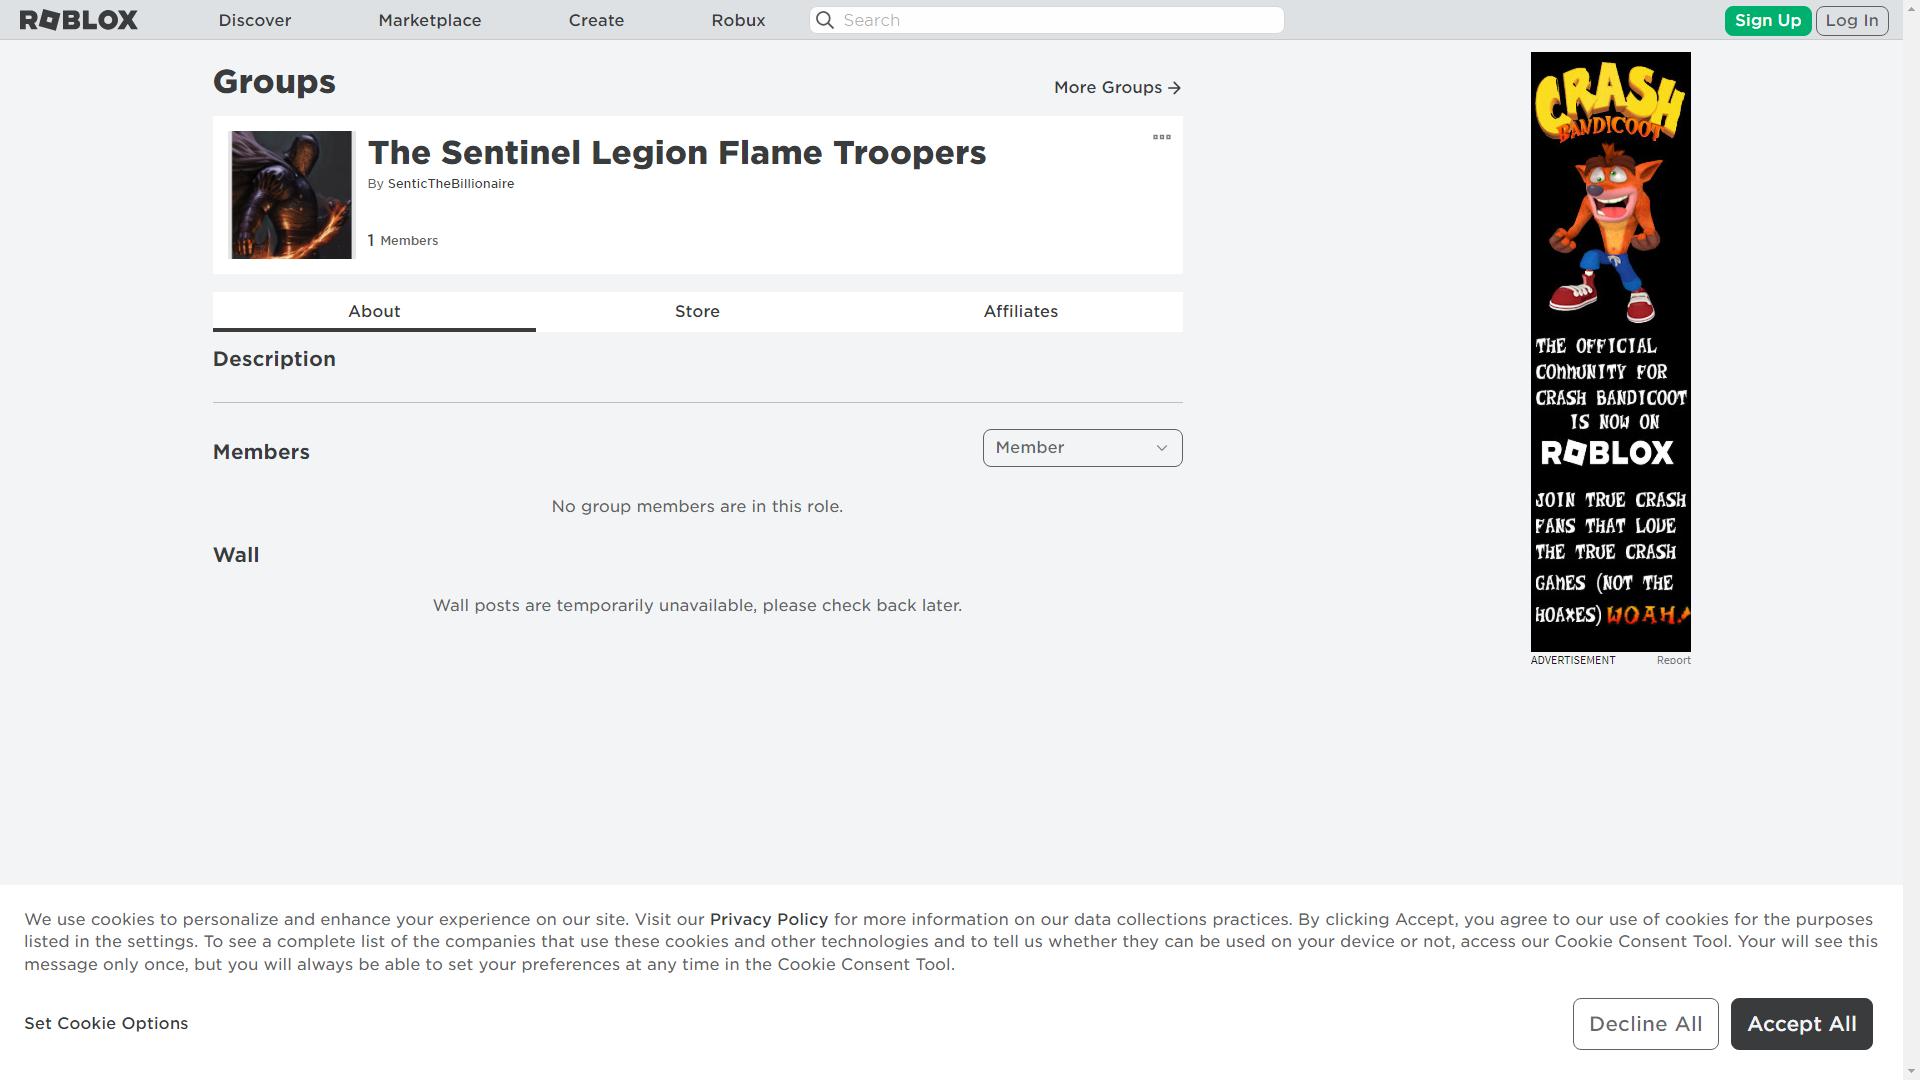 ROBLOX
Discover
Marketplace
Create
Robux
Search
Sign Up
Log In
Groups
More Groups
The Sentinel Legion Flame Troopers
By SenticTheBillionaire
1 Members
About
Store
Affiliates
Description
Members
Member
No group members are in this role.
Wall
Wall posts are temporarily unavailable, please check back later.
CRASH
BANDICOOT
THE OFFICIAL
COMMUNITY FOR
CRASH BANDICOOT
IS NOW ON
ROBLOX
JOIN TRUE CRASH
FANS THAT LOVE
THE TRUE CRASH
GAMES (NOT THE
HOAXES) WOAH!
ADVERTISEMENT
Report
We use cookies to personalize and enhance your experience on our site. Visit our Privacy Policy for more information on our data collections practices. By clicking Accept, you agree to our use of cookies for the purposes
listed in the settings. To see a complete list of the companies that use these cookies and other technologies and to tell us whether they can be used on your device or not, access our Cookie Consent Tool. Your will see this
message only once, but you will always be able to set your preferences at any time in the Cookie Consent Tool.
Set Cookie Options
Decline All
Accept All